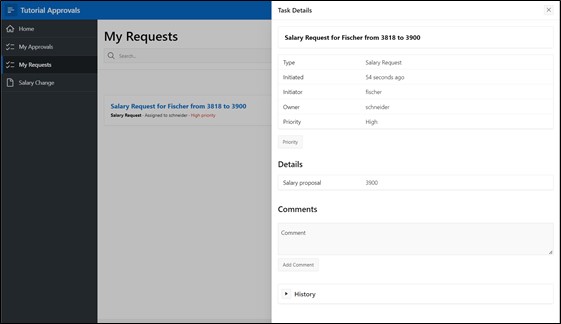 Tutorial Approvals
Home
My Approvals
My Requests
Salary Change
My Requests
Search...
Salary Request for Fischer from 3818 to 3900
Salary Request · Assigned to schneider · High priority
Task Details
Salary Request for Fischer from 3818 to 3900
Type Salary Request
Initiated 54 seconds ago
Initiator fischer
Owner schneider
Priority High
Priority
Details
Salary proposal 3900
Comments
Comment
Add Comment
History